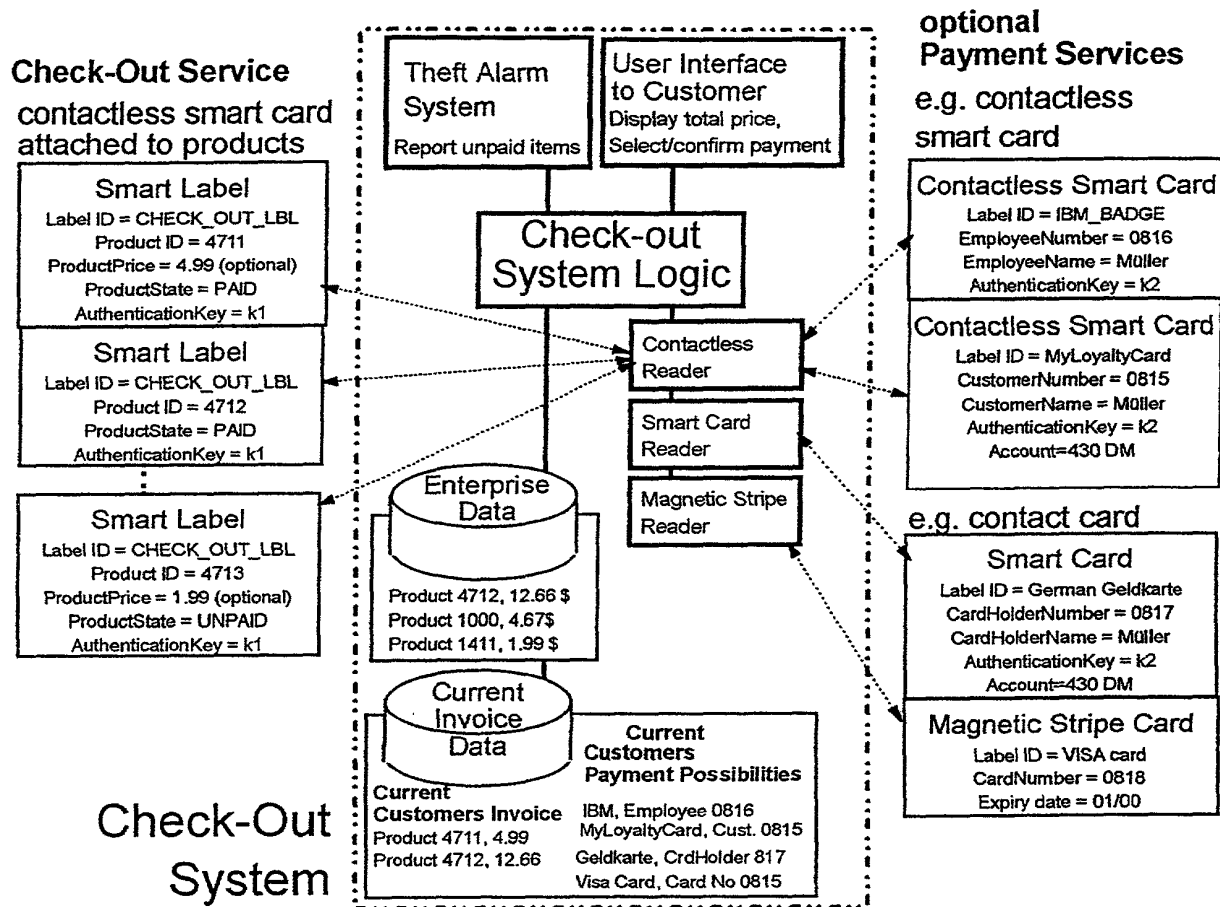 Check-Out Service
contactless smart card
attached to products
Smart Label
Label ID = CHECK_OUT_LBL
Product ID = 4711
ProductPrice = 4.99 (optional)
ProductState = PAID
AuthenticationKey = k1
Smart Label
Label ID = CHECK_OUT_LBL
Product ID = 4712
ProductState = PAID
AuthenticationKey = k1
Smart Label
Label ID = CHECK_OUT_LBL
Product ID = 4713
ProductPrice = 1.99 (optional)
ProductState = UNPAID
AuthenticationKey = k1
Check-Out
System
Theft Alarm
System
Report unpaid items
User Interface
to Customer
Display total price,
Select/confirm payment
Check-out
System Logic
Contactless
Reader
Smart Card
Reader
Magnetic Stripe
Reader
Enterprise
Data
Product 4712, 12.66 $
Product 1000, 4.67$
Product 1411, 1.99 $
Current
Invoice
Data
Current
Customers Invoice
Product 4711, 4.99
Product 4712, 12.66
Current
Customers
Payment Possibilities
IBM, Employee 0816
MyLoyaltyCard, Cust. 0815
Geldkarte, CrdHolder 817
Visa Card, Card No 0815
optional
Payment Services
e.g. contactless
smart card
Contactless Smart Card
Label ID = IBM_BADGE
EmployeeNumber = 0816
EmployeeName = Müller
AuthenticationKey = k2
Contactless Smart Card
Label ID = MyLoyaltyCard
CustomerNumber = 0815
CustomerName = Müller
AuthenticationKey = k2
Account=430 DM
e.g. contact card
Smart Card
Label ID = German Geldkarte
CardHolderNumber = 0817
CardHolderName = Müller
AuthenticationKey = k2
Account=430 DM
Magnetic Stripe Card
Label ID = VISA card
CardNumber = 0818
Expiry date = 01/00